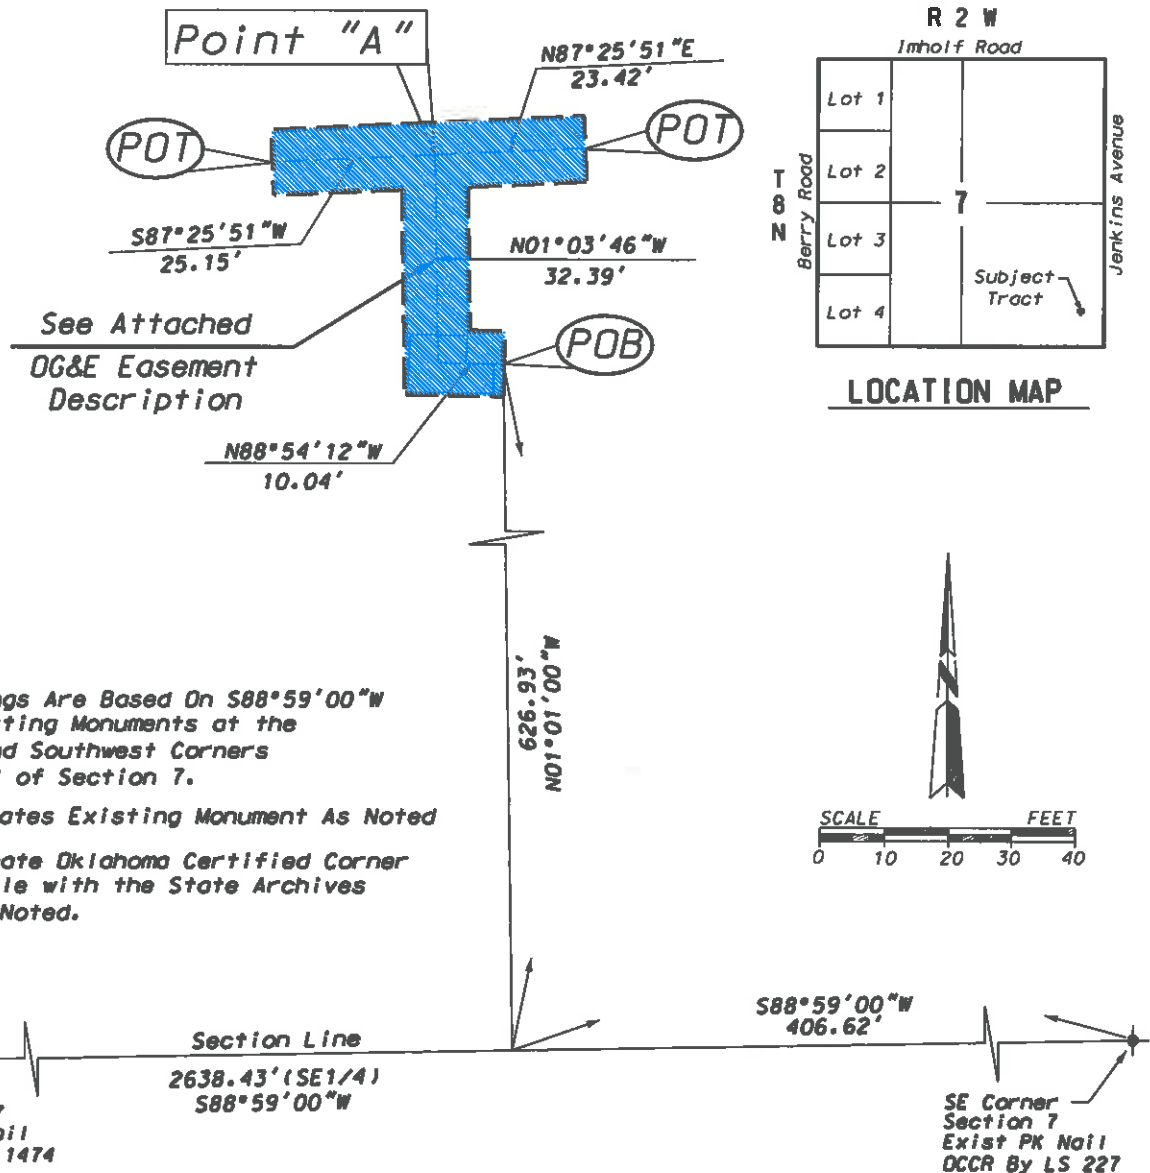 Point "A"
N87°25'51"E
23.42'
POT
POT
S87°25'51"W
25.15'
N01°03'46"W
32.39'
See Attached
OG&E Easement
Description
POB
N88°54'12"W
10.04'
R 2 W
Imholf Road
Lot 1
Lot 2
Lot 3
Lot 4
T
8
N
Berry Road
7
Jenkins Avenue
Subject
Tract
LOCATION MAP
626.93'
N01°01'00"W
ngs Are Based On S88°59'00"W
ting Monuments at the
nd Southwest Corners
of Section 7.
ates Existing Monument As Noted
ate Oklahoma Certified Corner
le with the State Archives
Noted.
SCALE FEET
0 10 20 30 40
S88°59'00"W
406.62'
Section Line
2638.43'(SE1/4)
S88°59'00"W
1474
SE Corner
Section 7
Exist PK Nail
OCCR By LS 227